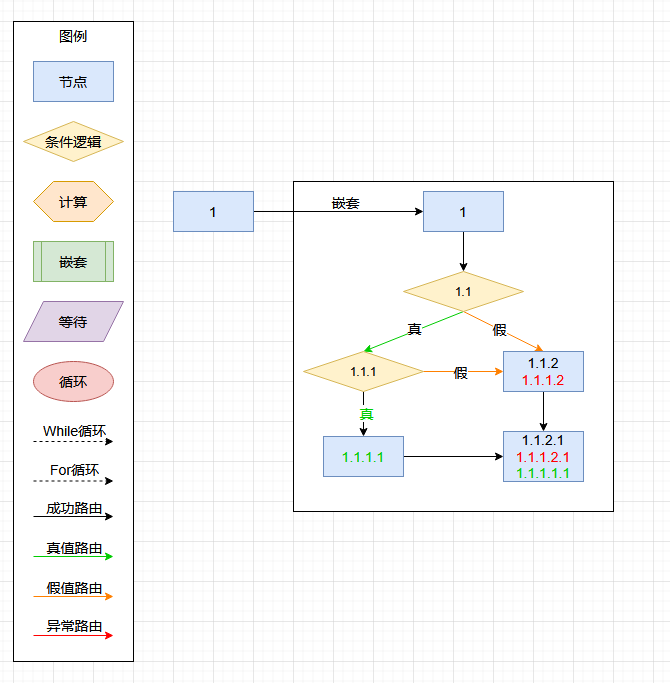 图例
节点
条件逻辑
计算
嵌套
等待
循环
While循环
For循环
成功路由
真值路由
假值路由
异常路由
1
嵌套
1
1.1
真
假
1.1.1
假
1.1.2
1.1.1.2
真
1.1.1.1
1.1.2.1
1.1.1.2.1
1.1.1.1.1